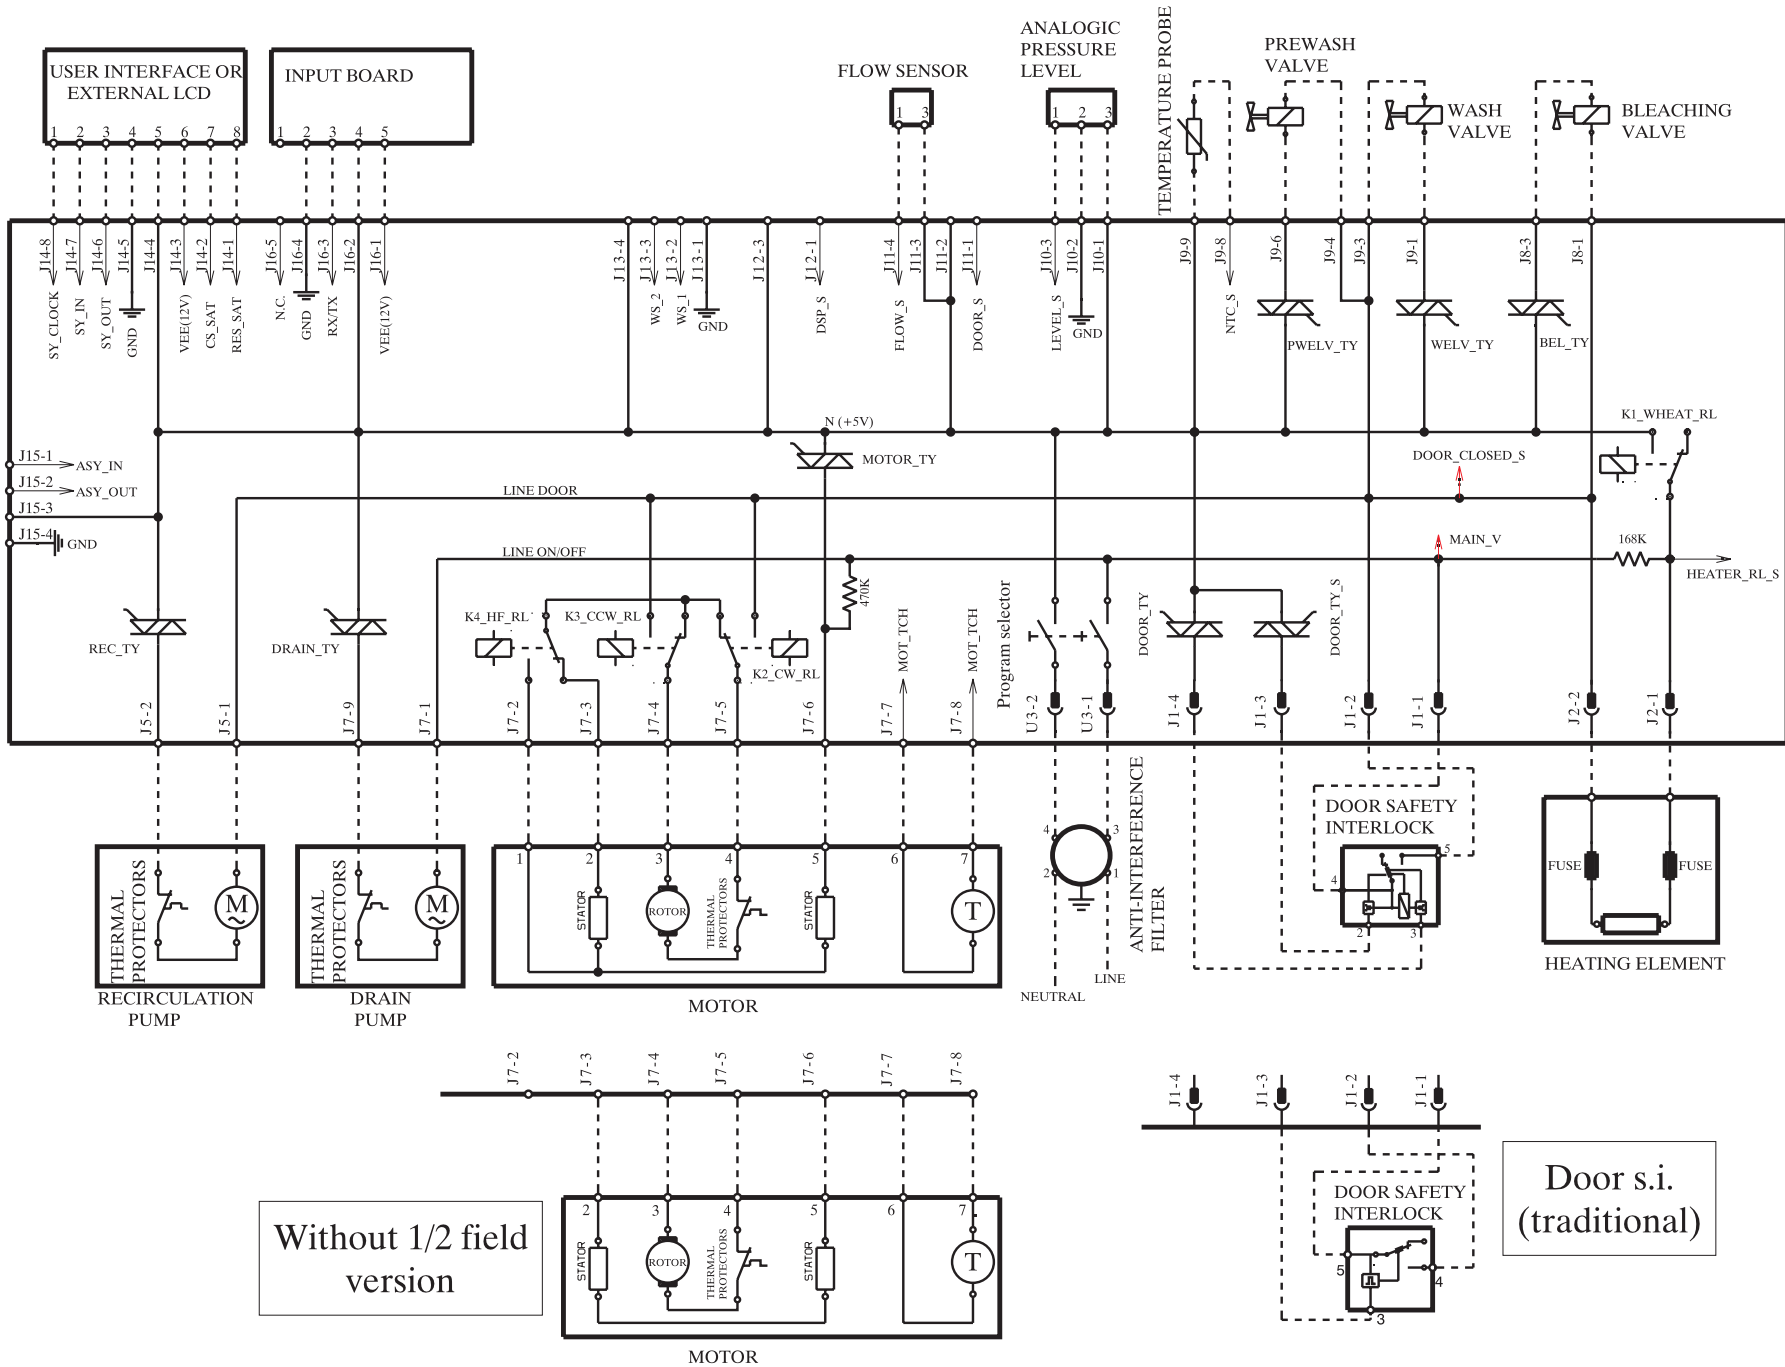 USER INTERFACE OR
EXTERNAL LCD
1 2 3 4 5 6 7 8
INPUT BOARD
1 2 3 4 5
FLOW SENSOR
1 3
ANALOGIC
PRESSURE
LEVEL
1 2 3
TEMPERATURE PROBE
PREWASH
VALVE
WASH
VALVE
BLEACHING
VALVE
J14-8 J14-7 J14-6 J14-5 J14-4 J14-3 J14-2 J14-1
J16-5 J16-4 J16-3 J16-2 J16-1
J13-4 J13-3 J13-2 J13-1
J12-3 J12-1
J11-4 J11-3 J11-2 J11-1
J10-3 J10-2 J10-1
J9-9 J9-8 J9-6 J9-4 J9-3 J9-1
J8-3 J8-1
SY_CLOCK
SY_IN
SY_OUT
GND
VEE(12V)
CS_SAT
RES_SAT
N.C.
GND
RX/TX
VEE(12V)
WS_2
WS_1
GND
DSP_S
FLOW_S
DOOR_S
LEVEL_S
GND
NTC_S
PWELV_TY
WELV_TY
BEL_TY
K1_WHEAT_RL
N (+5V)
MOTOR_TY
DOOR_CLOSED_S
J15-1
ASY_IN
J15-2
ASY_OUT
J15-3
J15-4
GND
LINE DOOR
LINE ON/OFF
MAIN_V
168K
HEATER_RL_S
470K
REC_TY
DRAIN_TY
K4_HF_RL
K3_CCW_RL
K2_CW_RL
MOT_TCH
MOT_TCH
Program selector
DOOR_TY
DOOR_TY_S
J5-2
J5-1
J7-9
J7-1
J7-2
J7-3
J7-4
J7-5
J7-6
J7-7
J7-8
U3-2
U3-1
J1-4
J1-3
J1-2
J1-1
J2-2
J2-1
THERMAL
PROTECTORS
M
RECIRCULATION
PUMP
THERMAL
PROTECTORS
M
DRAIN
PUMP
1 2 3 4 5 6 7
STATOR
ROTOR
THERMAL
PROTECTORS
STATOR
T
MOTOR
4 3
2 1
ANTI-INTERFERENCE
FILTER
NEUTRAL
LINE
DOOR SAFETY
INTERLOCK
5
4
2 3
FUSE
FUSE
HEATING ELEMENT
J7-2 J7-3 J7-4 J7-5 J7-6 J7-7 J7-8
Without 1/2 field
version
2 3 4 5 6 7
STATOR
ROTOR
THERMAL
PROTECTORS
STATOR
T
MOTOR
J1-4 J1-3 J1-2 J1-1
DOOR SAFETY
INTERLOCK
5
4
3
Door s.i.
(traditional)